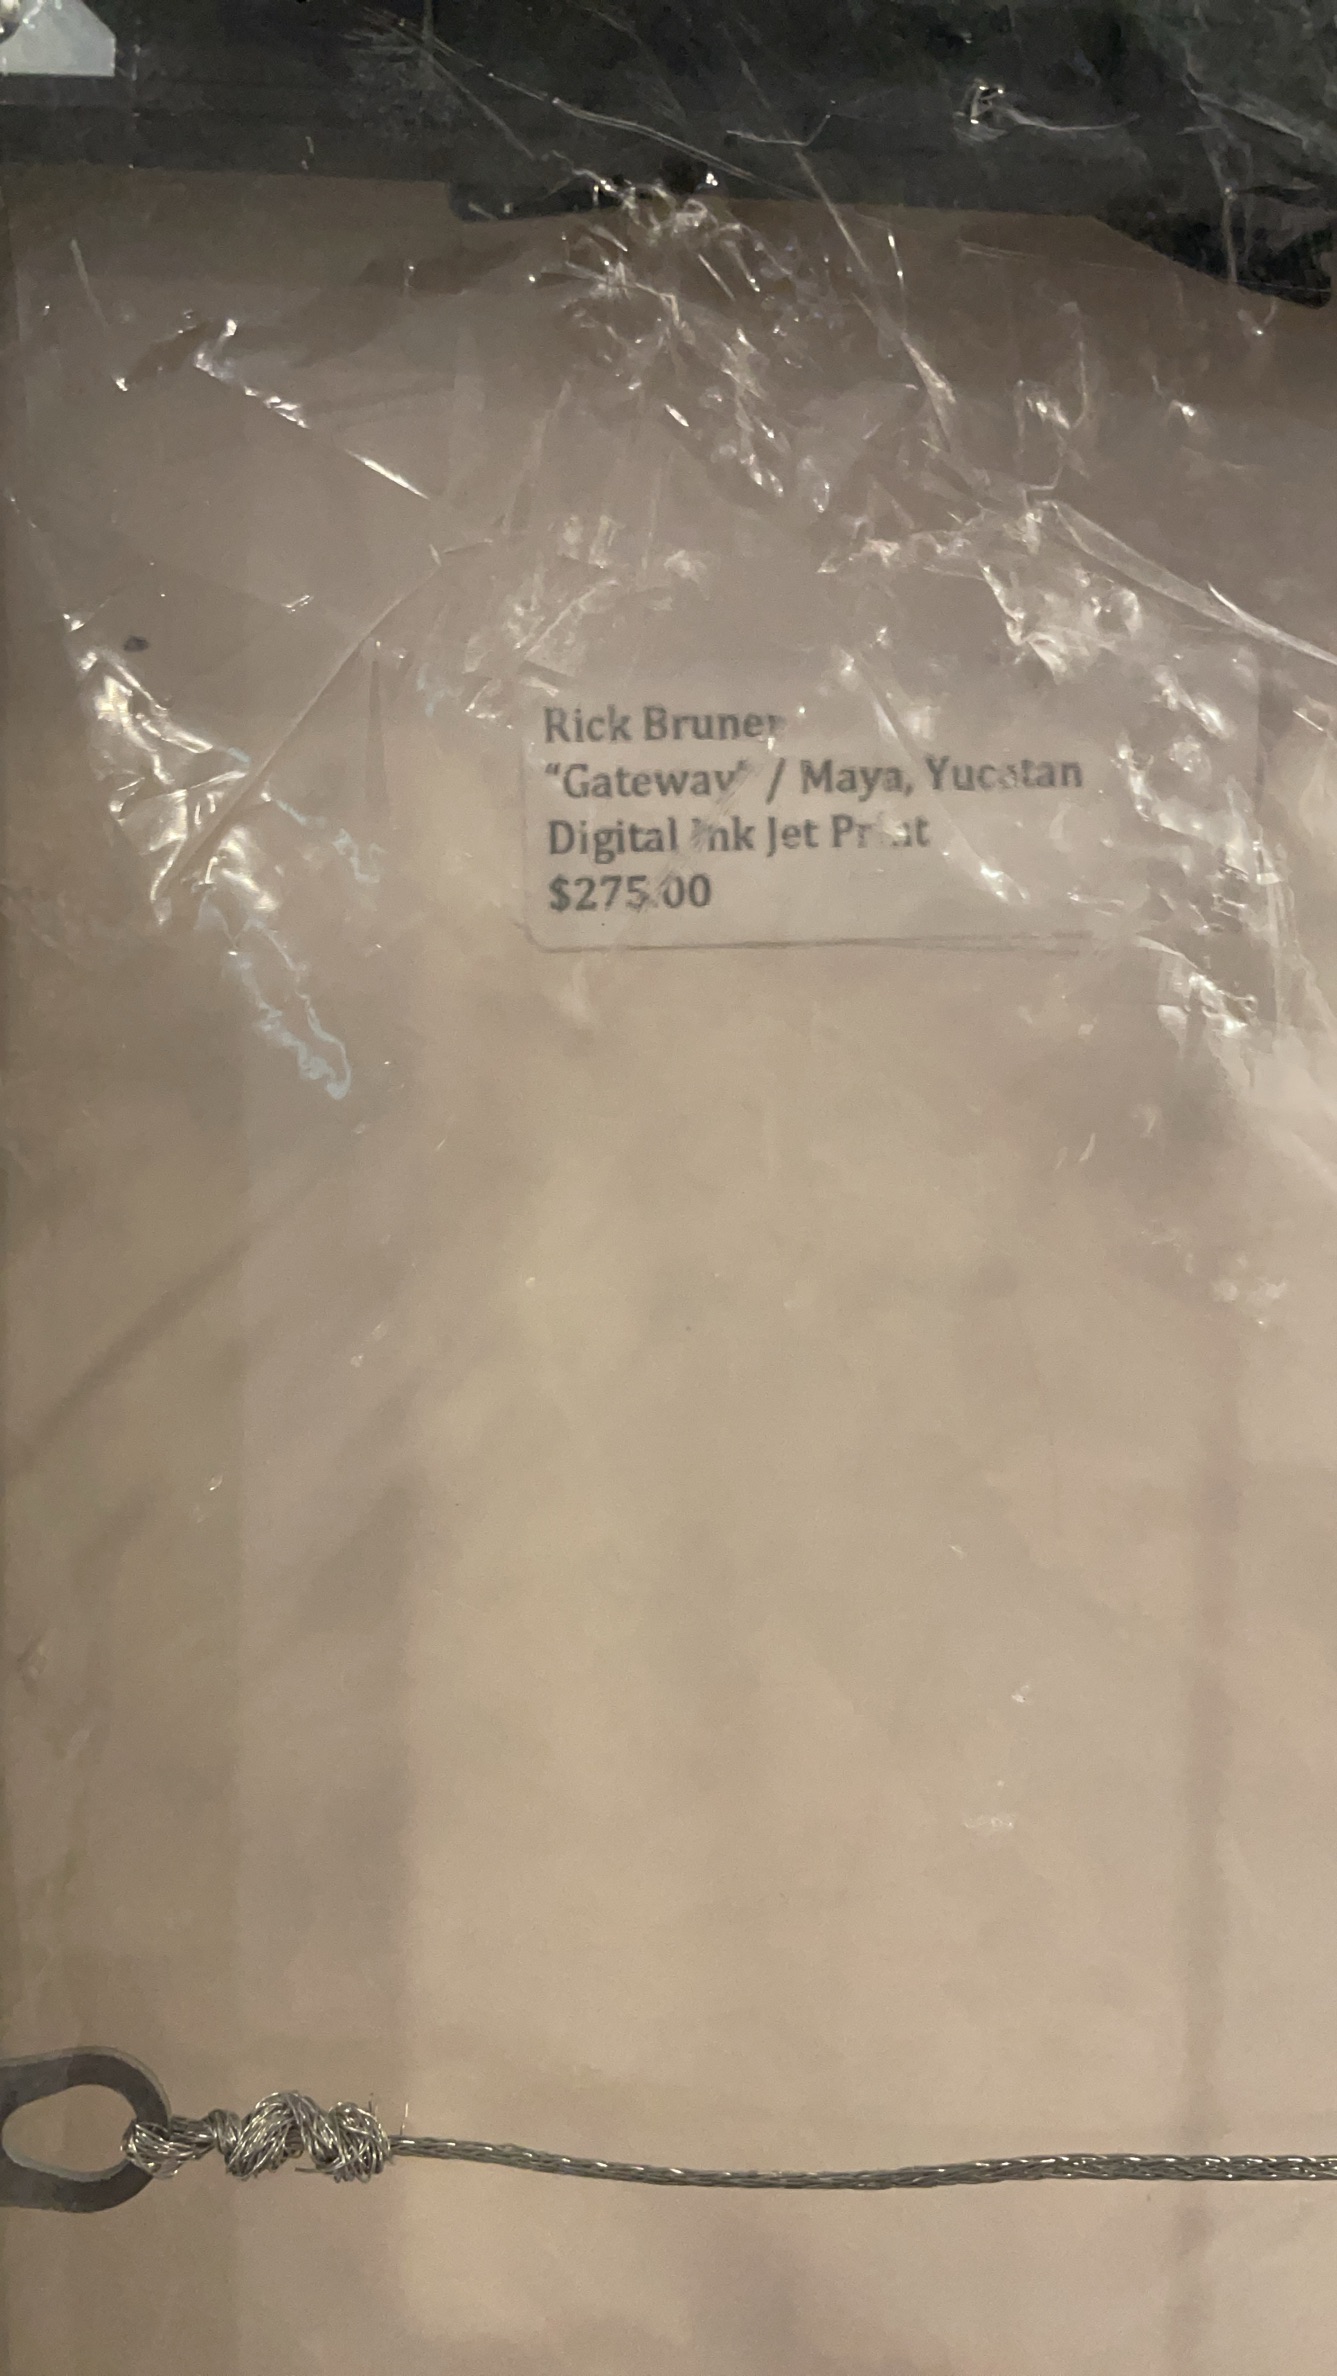 Rick Bruner
“Gateway” / Maya, Yucatan
Digital Ink Jet Print
$275.00